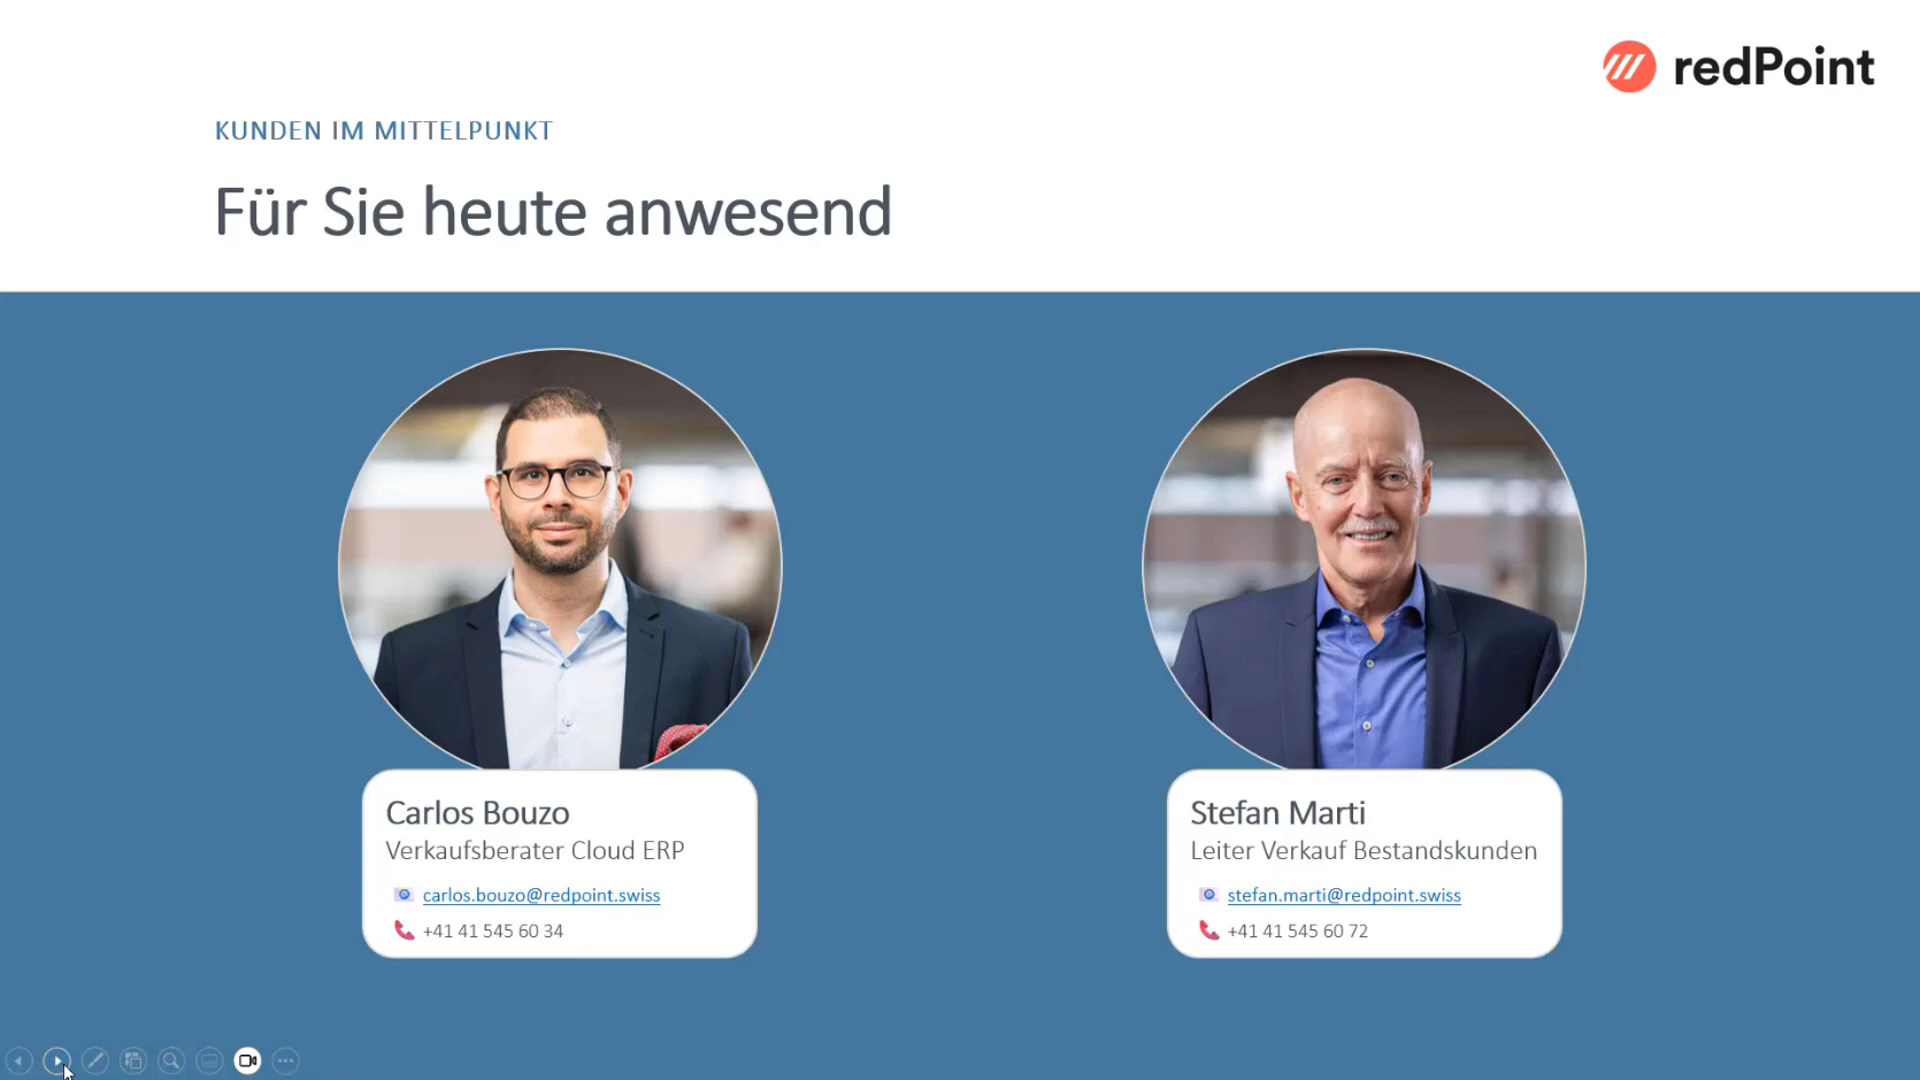 redPoint
KUNDEN IM MITTELPUNKT
Für Sie heute anwesend
Carlos Bouzo
Verkaufsberater Cloud ERP
carlos.bouzo@redpoint.swiss
+41 41 545 60 34
Stefan Marti
Leiter Verkauf Bestandskunden
stefan.marti@redpoint.swiss
+41 41 545 60 72